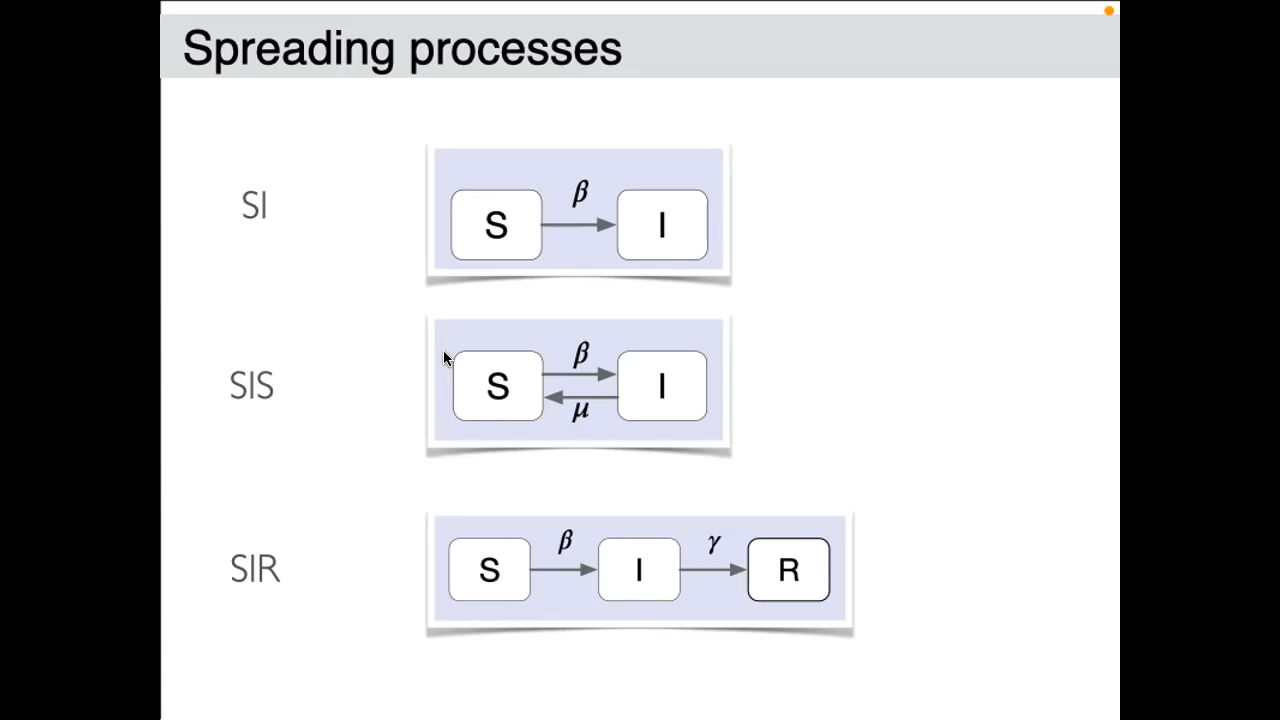 Spreading processes
SI
β
S I
SIS
β
S I
μ
SIR
β γ
S I R